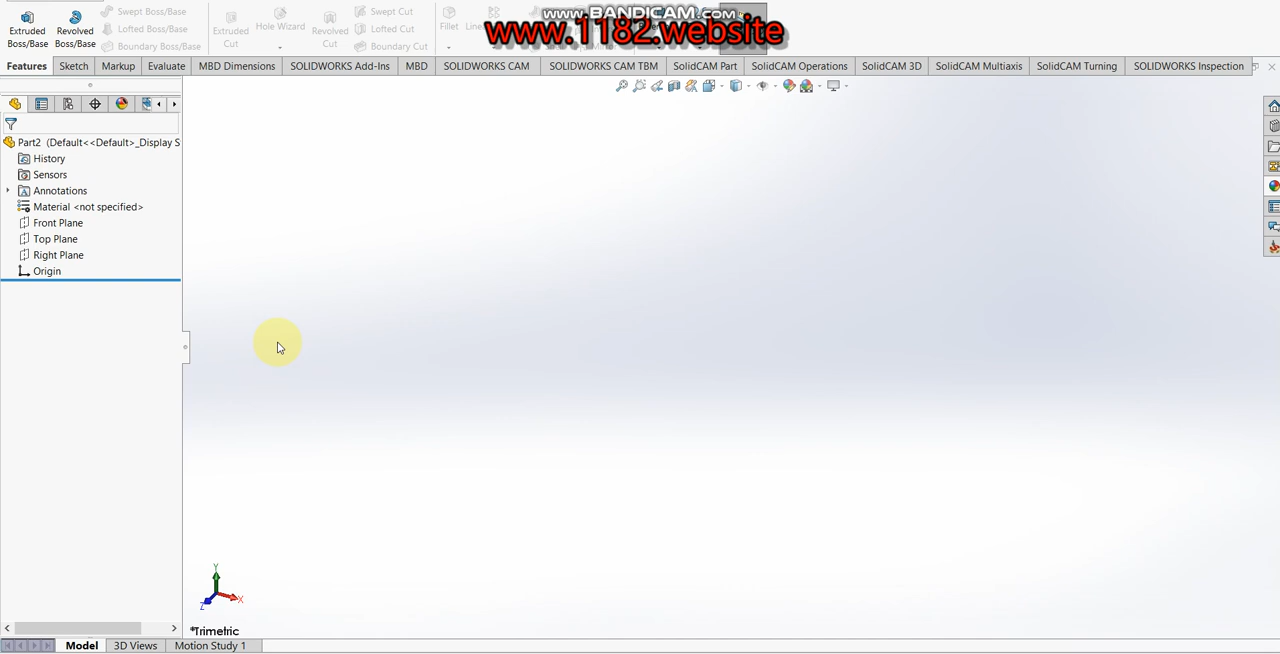 www.BANDICAM.com
www.1182.website
Extruded Boss/Base
Revolved Boss/Base
Swept Boss/Base
Lofted Boss/Base
Boundary Boss/Base
Extruded Cut
Hole Wizard
Revolved Cut
Swept Cut
Lofted Cut
Boundary Cut
Fillet
Features Sketch Markup Evaluate MBD Dimensions SOLIDWORKS Add-Ins MBD SOLIDWORKS CAM SOLIDWORKS CAM TBM SolidCAM Part SolidCAM Operations SolidCAM 3D SolidCAM Multiaxis SolidCAM Turning SOLIDWORKS Inspection
Part2 (Default<<Default>_Display S
History
Sensors
Annotations
Material <not specified>
Front Plane
Top Plane
Right Plane
Origin
Y
X
Z
*Trimetric
Model 3D Views Motion Study 1